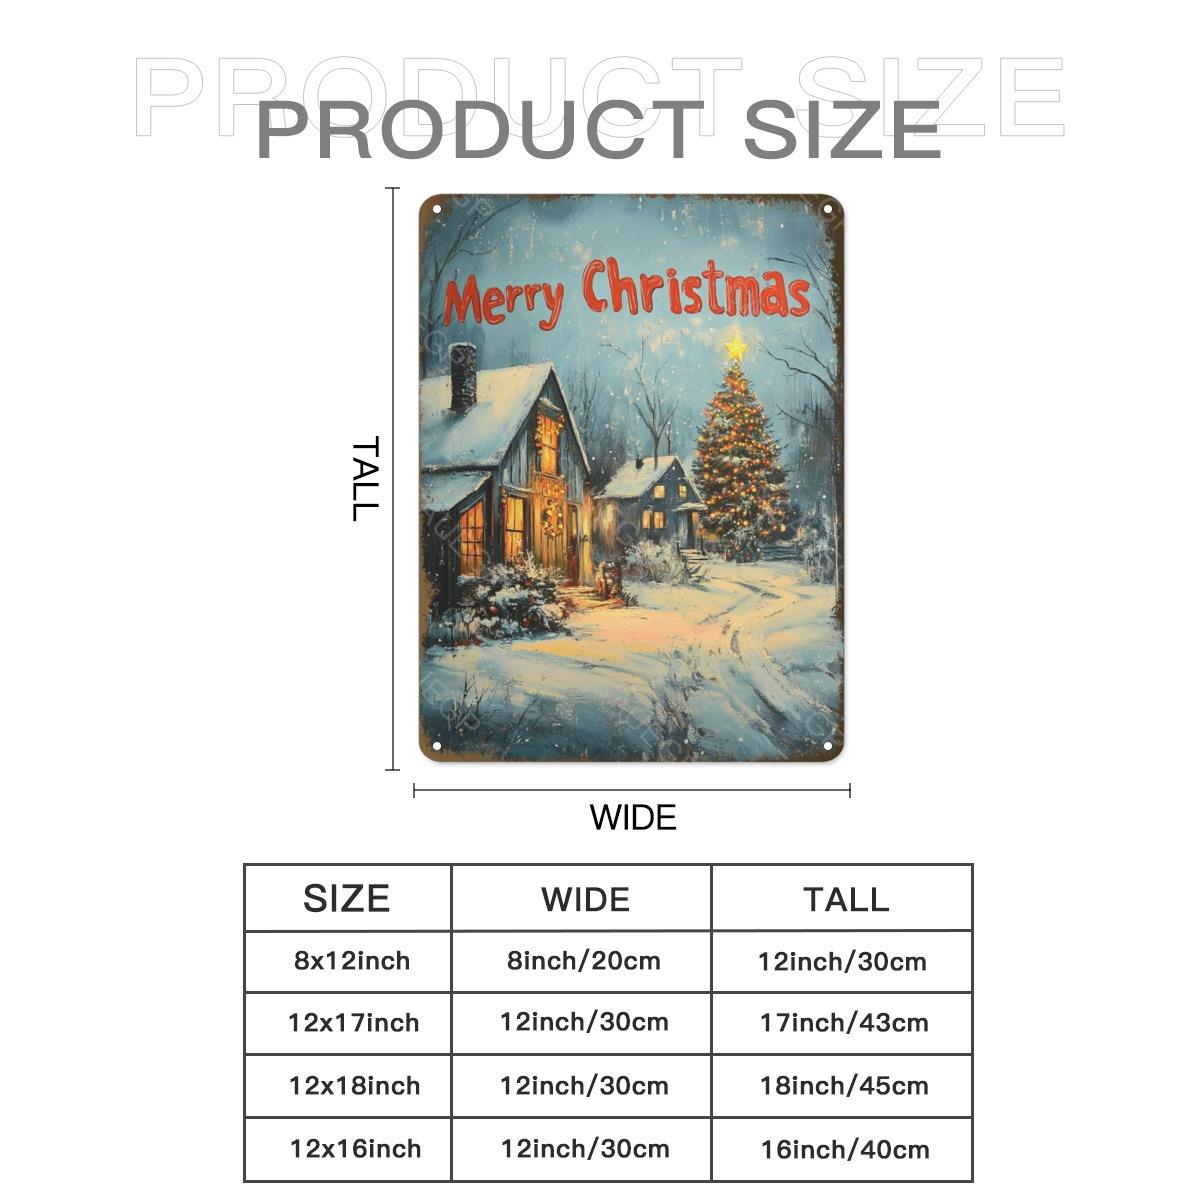 PRODUCT SIZE
PRODUCT SIZE
Merry Christmas
TALL
WIDE
SIZE WIDE TALL
8x12inch 8inch/20cm 12inch/30cm
12x17inch 12inch/30cm 17inch/43cm
12x18inch 12inch/30cm 18inch/45cm
12x16inch 12inch/30cm 16inch/40cm